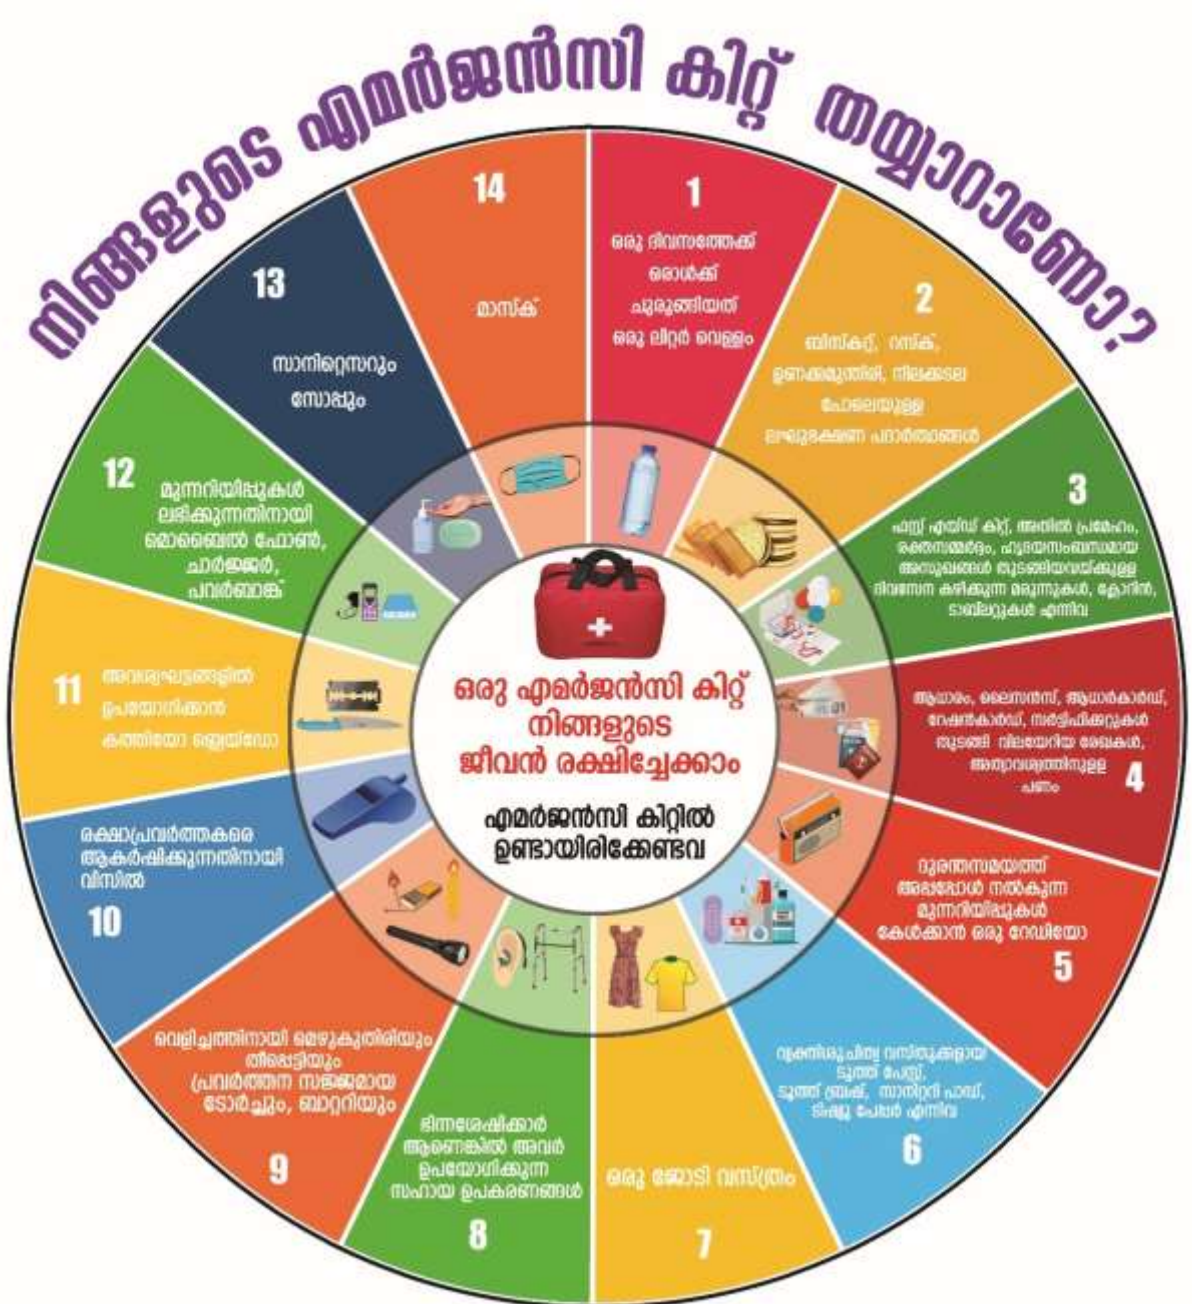 നിങ്ങളുടെ എമർജൻസി കിറ്റ് തയ്യാറാണോ?
1
ഒരു ദിവസത്തേക്ക്
ഒരാൾക്ക്
ചുരുങ്ങിയത്
ഒരു ലിറ്റർ വെള്ളം
2
ബിസ്കറ്റ്, റസ്ക്,
ഉണക്കമുന്തിരി, നിലക്കടല
പോലെയുള്ള
ലഘുഭക്ഷണ പദാർത്ഥങ്ങൾ
3
ഫസ്റ്റ് എയ്ഡ് കിറ്റ്, അതിൽ പ്രമേഹം,
രക്തസമ്മർദ്ദം, ഹൃദയസംബന്ധമായ
അസുഖങ്ങൾ തുടങ്ങിയവയ്ക്കുള്ള
ദിവസേന കഴിക്കുന്ന മരുന്നുകൾ, ക്ലോറിൻ,
ടാബ്ലറ്റുകൾ എന്നിവ
ആധാരം, ലൈസൻസ്, ആധാർകാർഡ്,
റേഷൻകാർഡ്, സർട്ടിഫിക്കറ്റുകൾ
തുടങ്ങി വിലയേറിയ രേഖകൾ,
അത്യാവശ്യത്തിനുള്ള
പണം
4
ദുരന്തസമയത്ത്
അപ്പപ്പോൾ നൽകുന്ന
മുന്നറിയിപ്പുകൾ
കേൾക്കാൻ ഒരു റേഡിയോ
5
വ്യക്തിശുചിത്വ വസ്തുക്കളായ
ടൂത്ത് പേസ്റ്റ്,
ടൂത്ത് ബ്രഷ്, സാനിറ്ററി പാഡ്,
ടിഷ്യൂ പേപ്പർ എന്നിവ
6
ഒരു ജോടി വസ്ത്രം
7
ഭിന്നശേഷിക്കാർ
ആണെങ്കിൽ അവർ
ഉപയോഗിക്കുന്ന
സഹായ ഉപകരണങ്ങൾ
8
വെളിച്ചത്തിനായി മെഴുകുതിരിയും
തീപ്പെട്ടിയും
പ്രവർത്തന സജ്ജമായ
ടോർച്ചും, ബാറ്ററിയും
9
രക്ഷാപ്രവർത്തകരെ
ആകർഷിക്കുന്നതിനായി
വിസിൽ
10
11
അവശ്യഘട്ടങ്ങളിൽ
ഉപയോഗിക്കാൻ
കത്തിയോ ബ്ലെയ്ഡോ
12
മുന്നറിയിപ്പുകൾ
ലഭിക്കുന്നതിനായി
മൊബൈൽ ഫോൺ,
ചാർജ്ജർ,
പവർബാങ്ക്
13
സാനിറ്റൈസറും
സോപ്പും
14
മാസ്ക്
ഒരു എമർജൻസി കിറ്റ്
നിങ്ങളുടെ
ജീവൻ രക്ഷിച്ചേക്കാം
എമർജൻസി കിറ്റിൽ
ഉണ്ടായിരിക്കേണ്ടവ